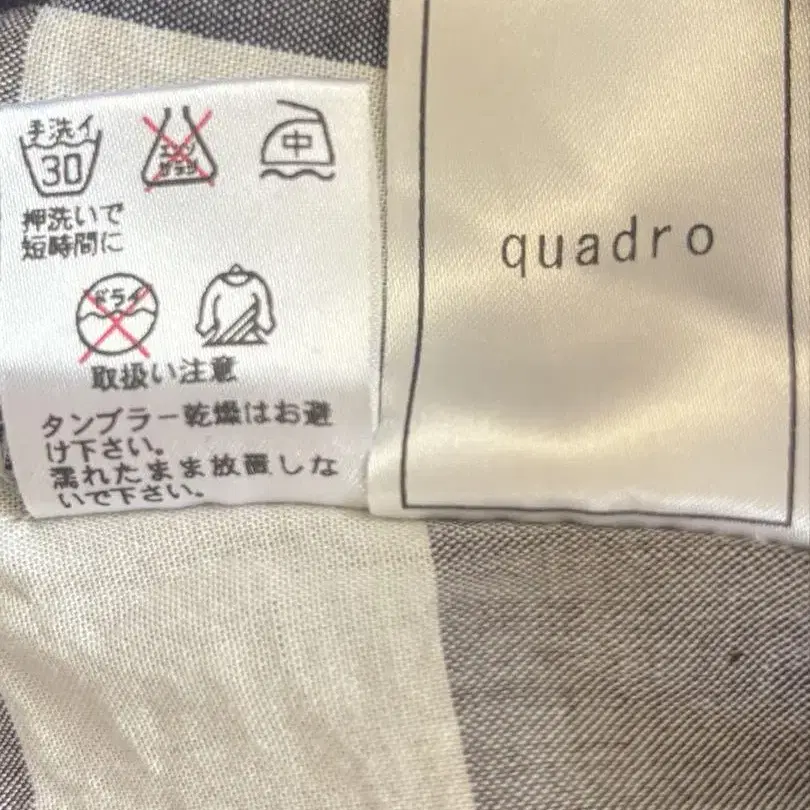 手洗イ
30
エンソ
サラシ
中
押洗いで
短時間に
ドライ
取扱い注意
タンブラー乾燥はお避
け下さい。
濡れたまま放置しな
いで下さい。
quadro